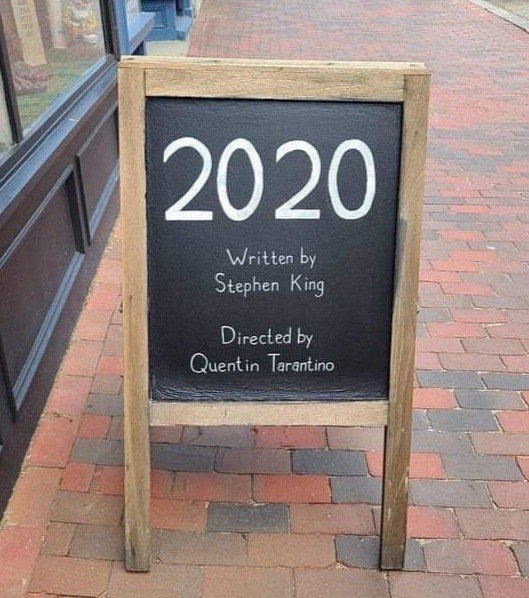 2020
Written by
Stephen King
Directed by
Quentin Tarantino